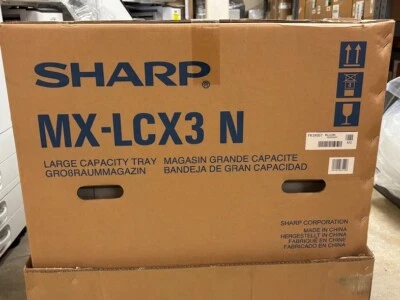 SHARP®
MX-LCX3 N
LARGE CAPACITY TRAY MAGASIN GRANDE CAPACITE
GROßRAUMMAGAZIN BANDEJA DE GRAN CAPACIDAD
SHARP CORPORATION
MADE IN CHINA
HERGESTELLT IN CHINA
FABRIQUE EN CHINE
FABRICADO EN CHINA